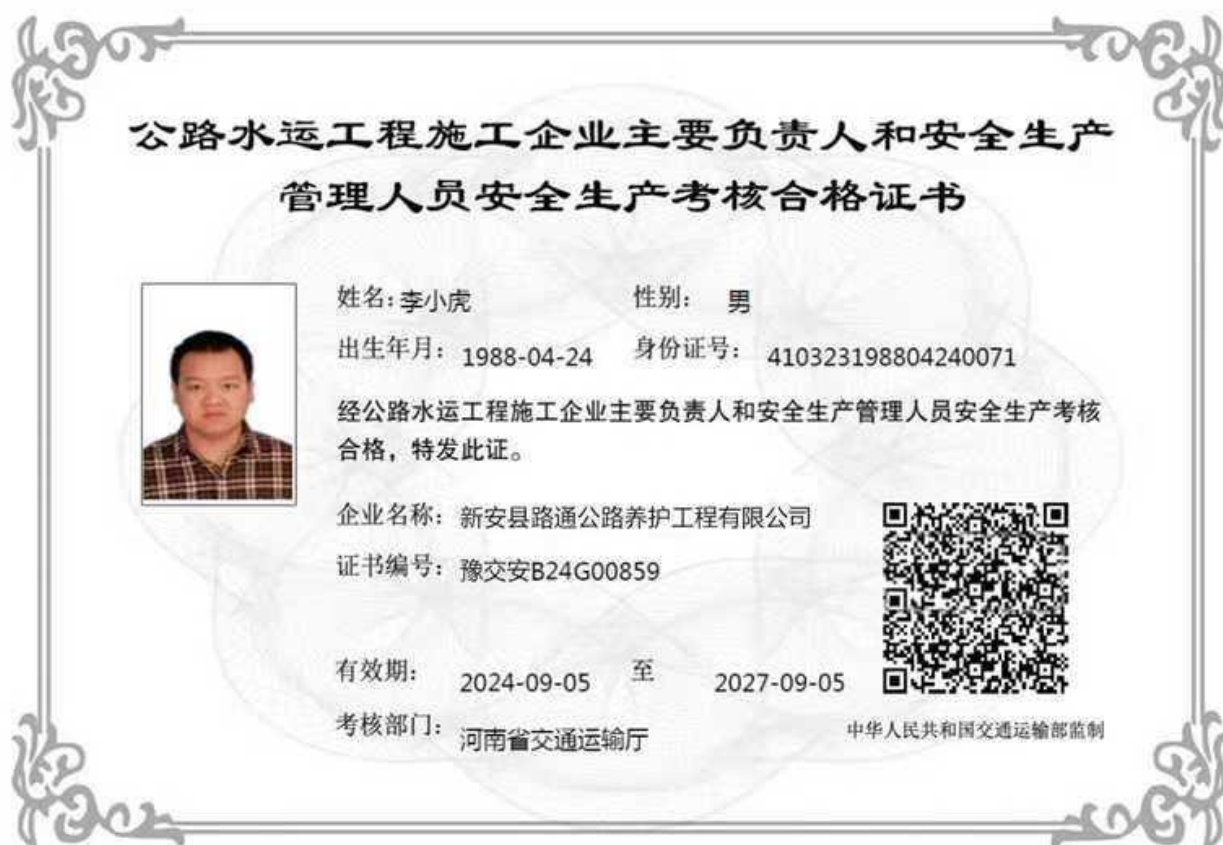 公路水运工程施工企业主要负责人和安全生产
管理人员安全生产考核合格证书
姓名：李小虎 性别： 男
出生年月： 1988-04-24 身份证号： 410323198804240071
经公路水运工程施工企业主要负责人和安全生产管理人员安全生产考核
合格，特发此证。
企业名称： 新安县路通公路养护工程有限公司
证书编号： 豫交安B24G00859
有效期： 2024-09-05 至 2027-09-05
考核部门： 河南省交通运输厅
中华人民共和国交通运输部监制